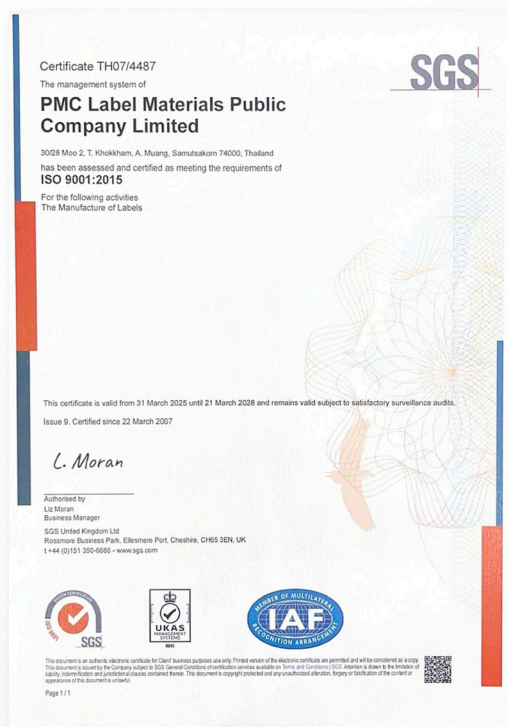 Certificate TH07/4487
SGS
The management system of
PMC Label Materials Public
Company Limited
30/28 Moo 2, T. Khokkham, A. Muang, Samutsakorn 74000, Thailand
has been assessed and certified as meeting the requirements of
ISO 9001:2015
For the following activities
The Manufacture of Labels
This certificate is valid from 31 March 2025 until 21 March 2028 and remains valid subject to satisfactory surveillance audits.
Issue 9. Certified since 22 March 2007
L. Moran
Authorised by
Liz Moran
Business Manager
SGS United Kingdom Ltd
Rossmore Business Park, Ellesmere Port, Cheshire, CH65 3EN, UK
t +44 (0)151 350-6666 - www.sgs.com
SYSTEM CERTIFICATION
ISO 9001
SGS
UKAS
MANAGEMENT
SYSTEMS
0005
MEMBER OF MULTILATERAL
IAF
RECOGNITION ARRANGEMENT
This document is an authentic electronic certificate for Client' business purposes use only. Printed version of the electronic certificate are permitted and will be considered as a copy.
This document is issued by the Company subject to SGS General Conditions of certification services available on Terms and Conditions | SGS. Attention is drawn to the limitation of
liability, indemnification and jurisdictional clauses contained therein. This document is copyright protected and any unauthorized alteration, forgery or falsification of the content or
appearance of this document is unlawful.
Page 1 / 1